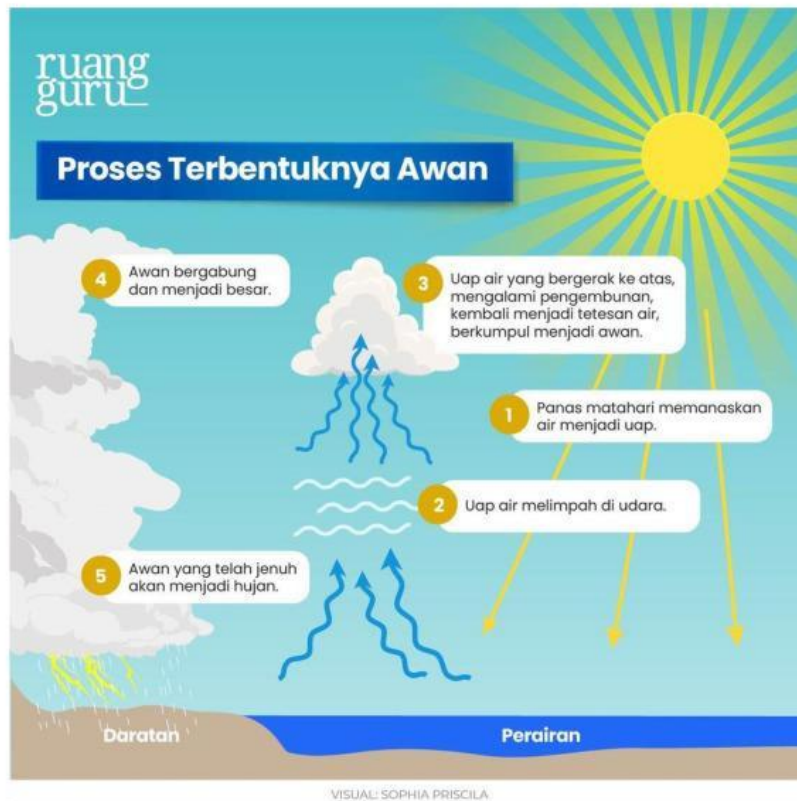 ruang
guru
Proses Terbentuknya Awan
4
Awan bergabung
dan menjadi besar.
3
Uap air yang bergerak ke atas,
mengalami pengembunan,
kembali menjadi tetesan air,
berkumpul menjadi awan.
1
Panas matahari memanaskan
air menjadi uap.
2
Uap air melimpah di udara.
5
Awan yang telah jenuh
akan menjadi hujan.
Daratan
Perairan
VISUAL: SOPHIA PRISCILA